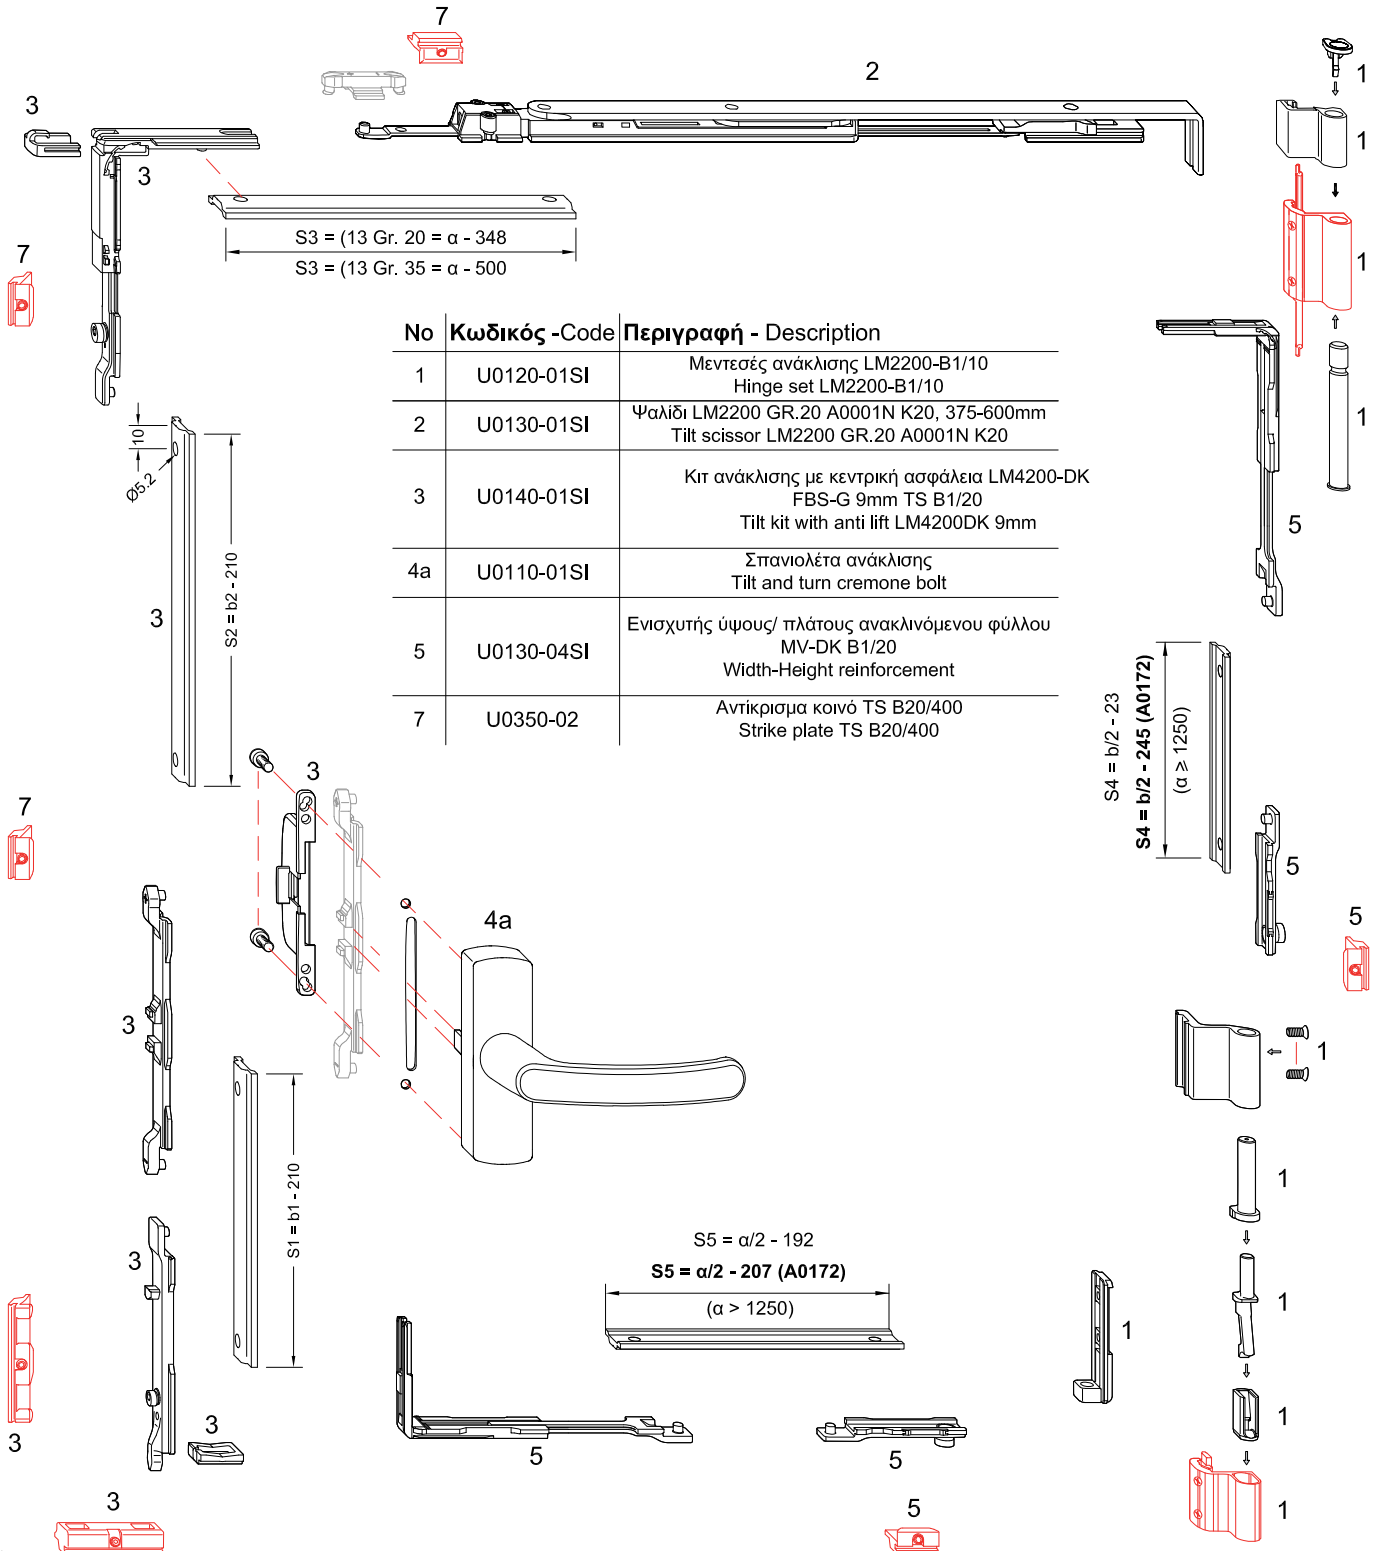 7
2
1
3
1
3
S3 = (13 Gr. 20 = α - 348
S3 = (13 Gr. 35 = α - 500
7
1
No Κωδικός -Code Περιγραφή - Description
1 U0120-01SI Μεντεσές ανάκλισης LM2200-B1/10
Hinge set LM2200-B1/10
2 U0130-01SI Ψαλίδι LM2200 GR.20 A0001N K20, 375-600mm
Tilt scissor LM2200 GR.20 A0001N K20
3 U0140-01SI Κιτ ανάκλισης με κεντρική ασφάλεια LM4200-DK
FBS-G 9mm TS B1/20
Tilt kit with anti lift LM4200DK 9mm
4a U0110-01SI Σπανιολέτα ανάκλισης
Tilt and turn cremone bolt
5 U0130-04SI Ενισχυτής ύψους/ πλάτους ανακλινόμενου φύλλου
MV-DK B1/20
Width-Height reinforcement
7 U0350-02 Αντίκρισμα κοινό TS B20/400
Strike plate TS B20/400
1
5
10
Ø5.2
3
S2 = b2 - 210
S4 = b/2 - 23
S4 = b/2 - 245 (A0172)
(α ≥ 1250)
3
7
5
5
4a
3
1
S1 = b1 - 210
1
3
S5 = α/2 - 192
S5 = α/2 - 207 (A0172)
(α > 1250)
1
1
3
3
1
5
5
3
5
1